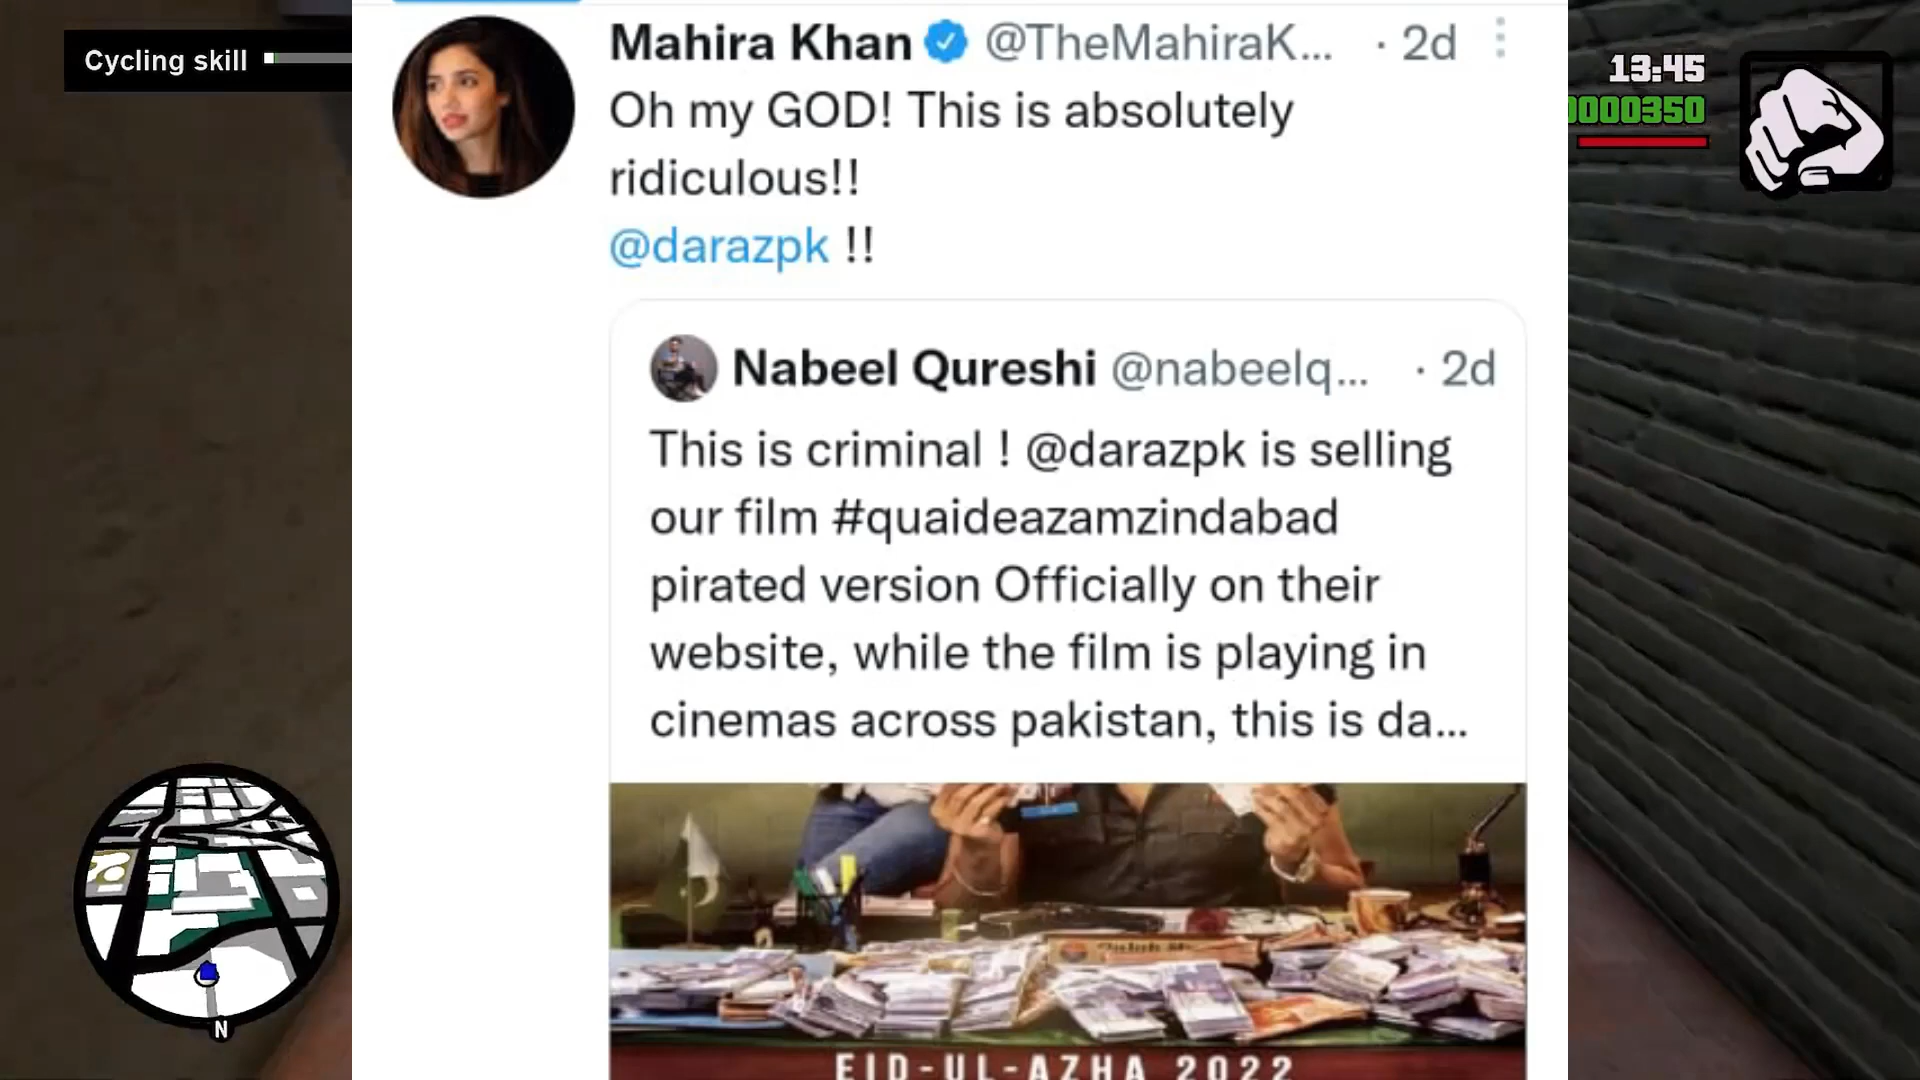 Cycling skill
Mahira Khan @TheMahiraK... · 2d
Oh my GOD! This is absolutely
ridiculous!!
@darazpk !!
Nabeel Qureshi @nabeelq... · 2d
This is criminal ! @darazpk is selling
our film #quaideazamzindabad
pirated version Officially on their
website, while the film is playing in
cinemas across pakistan, this is da...
EID-UL-AZHA 2022
13:45
0000350
N